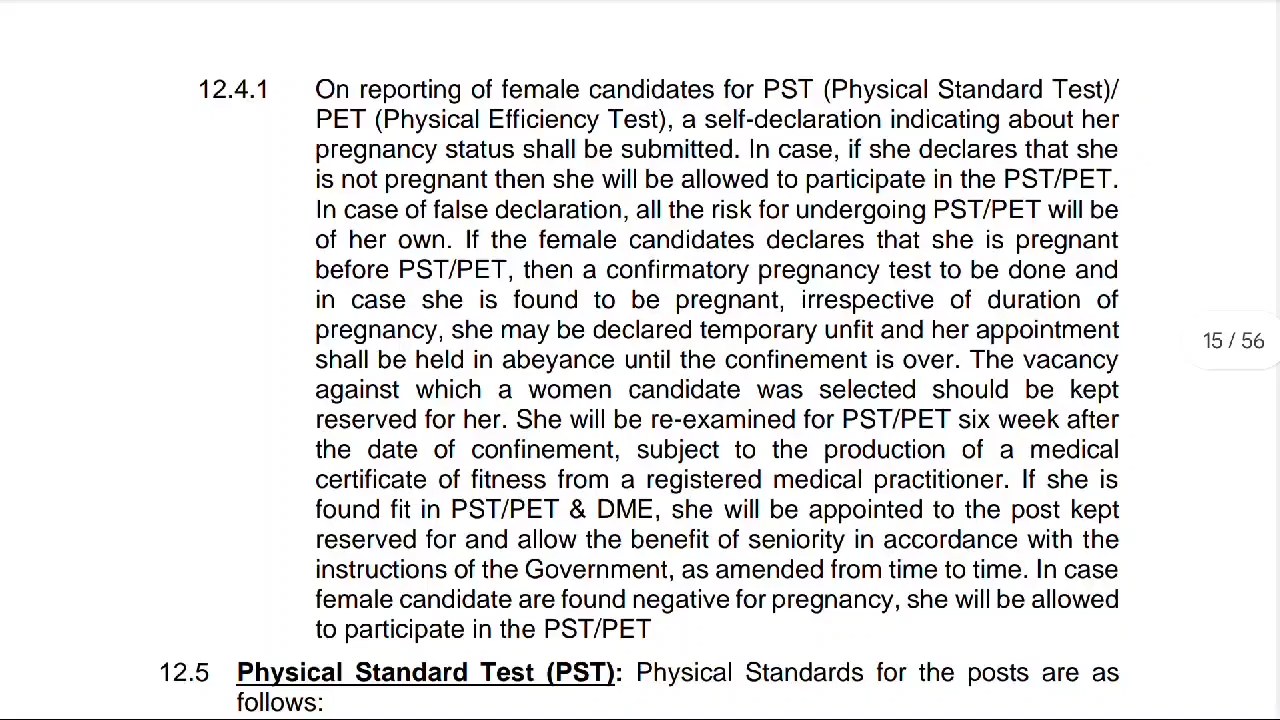 12.4.1 On reporting of female candidates for PST (Physical Standard Test)/
PET (Physical Efficiency Test), a self-declaration indicating about her
pregnancy status shall be submitted. In case, if she declares that she
is not pregnant then she will be allowed to participate in the PST/PET.
In case of false declaration, all the risk for undergoing PST/PET will be
of her own. If the female candidates declares that she is pregnant
before PST/PET, then a confirmatory pregnancy test to be done and
in case she is found to be pregnant, irrespective of duration of
pregnancy, she may be declared temporary unfit and her appointment
shall be held in abeyance until the confinement is over. The vacancy
against which a women candidate was selected should be kept
reserved for her. She will be re-examined for PST/PET six week after
the date of confinement, subject to the production of a medical
certificate of fitness from a registered medical practitioner. If she is
found fit in PST/PET & DME, she will be appointed to the post kept
reserved for and allow the benefit of seniority in accordance with the
instructions of the Government, as amended from time to time. In case
female candidate are found negative for pregnancy, she will be allowed
to participate in the PST/PET
12.5 Physical Standard Test (PST): Physical Standards for the posts are as
follows:
15 / 56